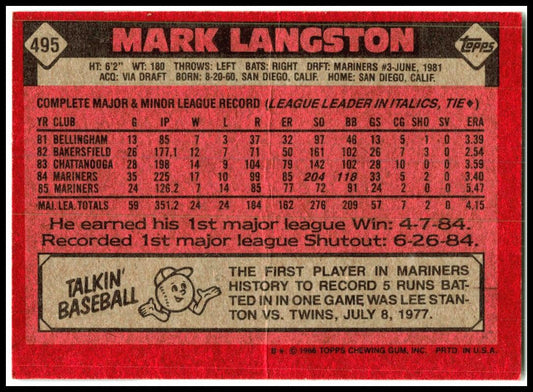 495
MARK LANGSTON
Topps
HT: 6'2" WT: 180 THROWS: LEFT BATS: RIGHT DRFT: MARINERS #3-JUNE, 1981
ACQ: VIA DRAFT BORN: 8-20-60, SAN DIEGO, CALIF. HOME: SAN DIEGO, CALIF.
COMPLETE MAJOR & MINOR LEAGUE RECORD (LEAGUE LEADER IN ITALICS, TIE ♦)
YR CLUB G IP W L R ER SO BB GS CG SHO SV ERA
81 BELLINGHAM 13 85 7 3 37 32 97 46 13 5 1 0 3.39
82 BAKERSFIELD 26 177.1 12 7 71 50 161 102 26 7 3 0 2.54
83 CHATTANOOGA 28 198 14 9 104 79 142 102 28 10 0 0 3.59
84 MARINERS 35 225 17 10 99 85 204 118 33 5 2 0 3.40
85 MARINERS 24 126.2 7 14 85 77 72 91 24 2 0 0 5.47
MAJ. LEA. TOTALS 59 351.2 24 24 184 162 276 209 57 7 2 0 4.15
He earned his 1st major league Win: 4-7-84.
Recorded 1st major league Shutout: 6-26-84.
TALKIN'
BASEBALL
THE FIRST PLAYER IN MARINERS
HISTORY TO RECORD 5 RUNS BAT-
TED IN IN ONE GAME WAS LEE STAN-
TON VS. TWINS, JULY 8, 1977.
© 1986 TOPPS CHEWING GUM, INC. PRTD. IN U.S.A.